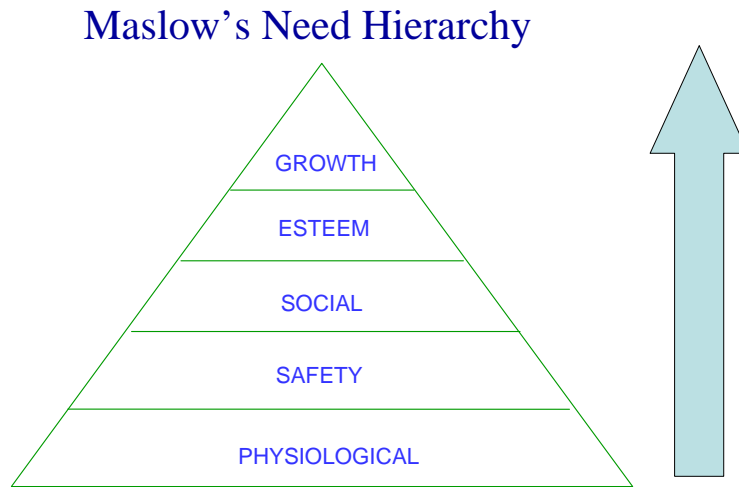 Maslow’s Need Hierarchy
GROWTH
ESTEEM
SOCIAL
SAFETY
PHYSIOLOGICAL